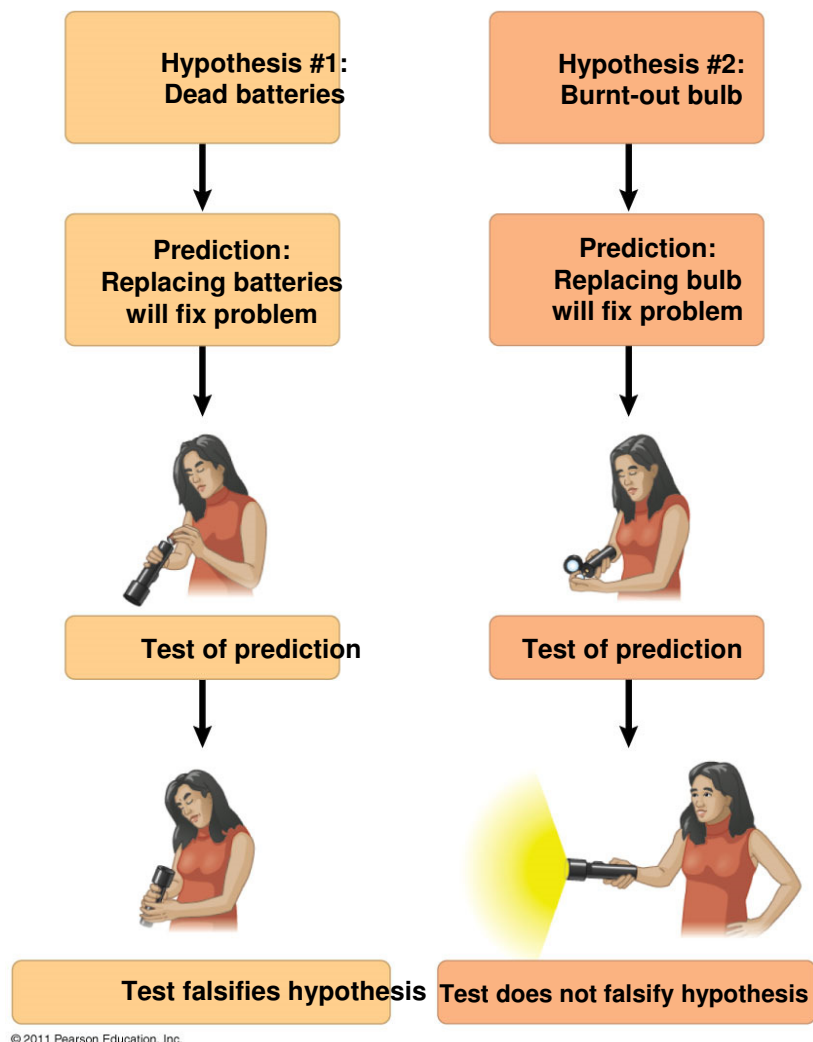 Hypothesis #1:
Dead batteries
Hypothesis #2:
Burnt-out bulb
Prediction:
Replacing batteries
will fix problem
Prediction:
Replacing bulb
will fix problem
Test of prediction
Test of prediction
Test falsifies hypothesis
Test does not falsify hypothesis
© 2011 Pearson Education, Inc.